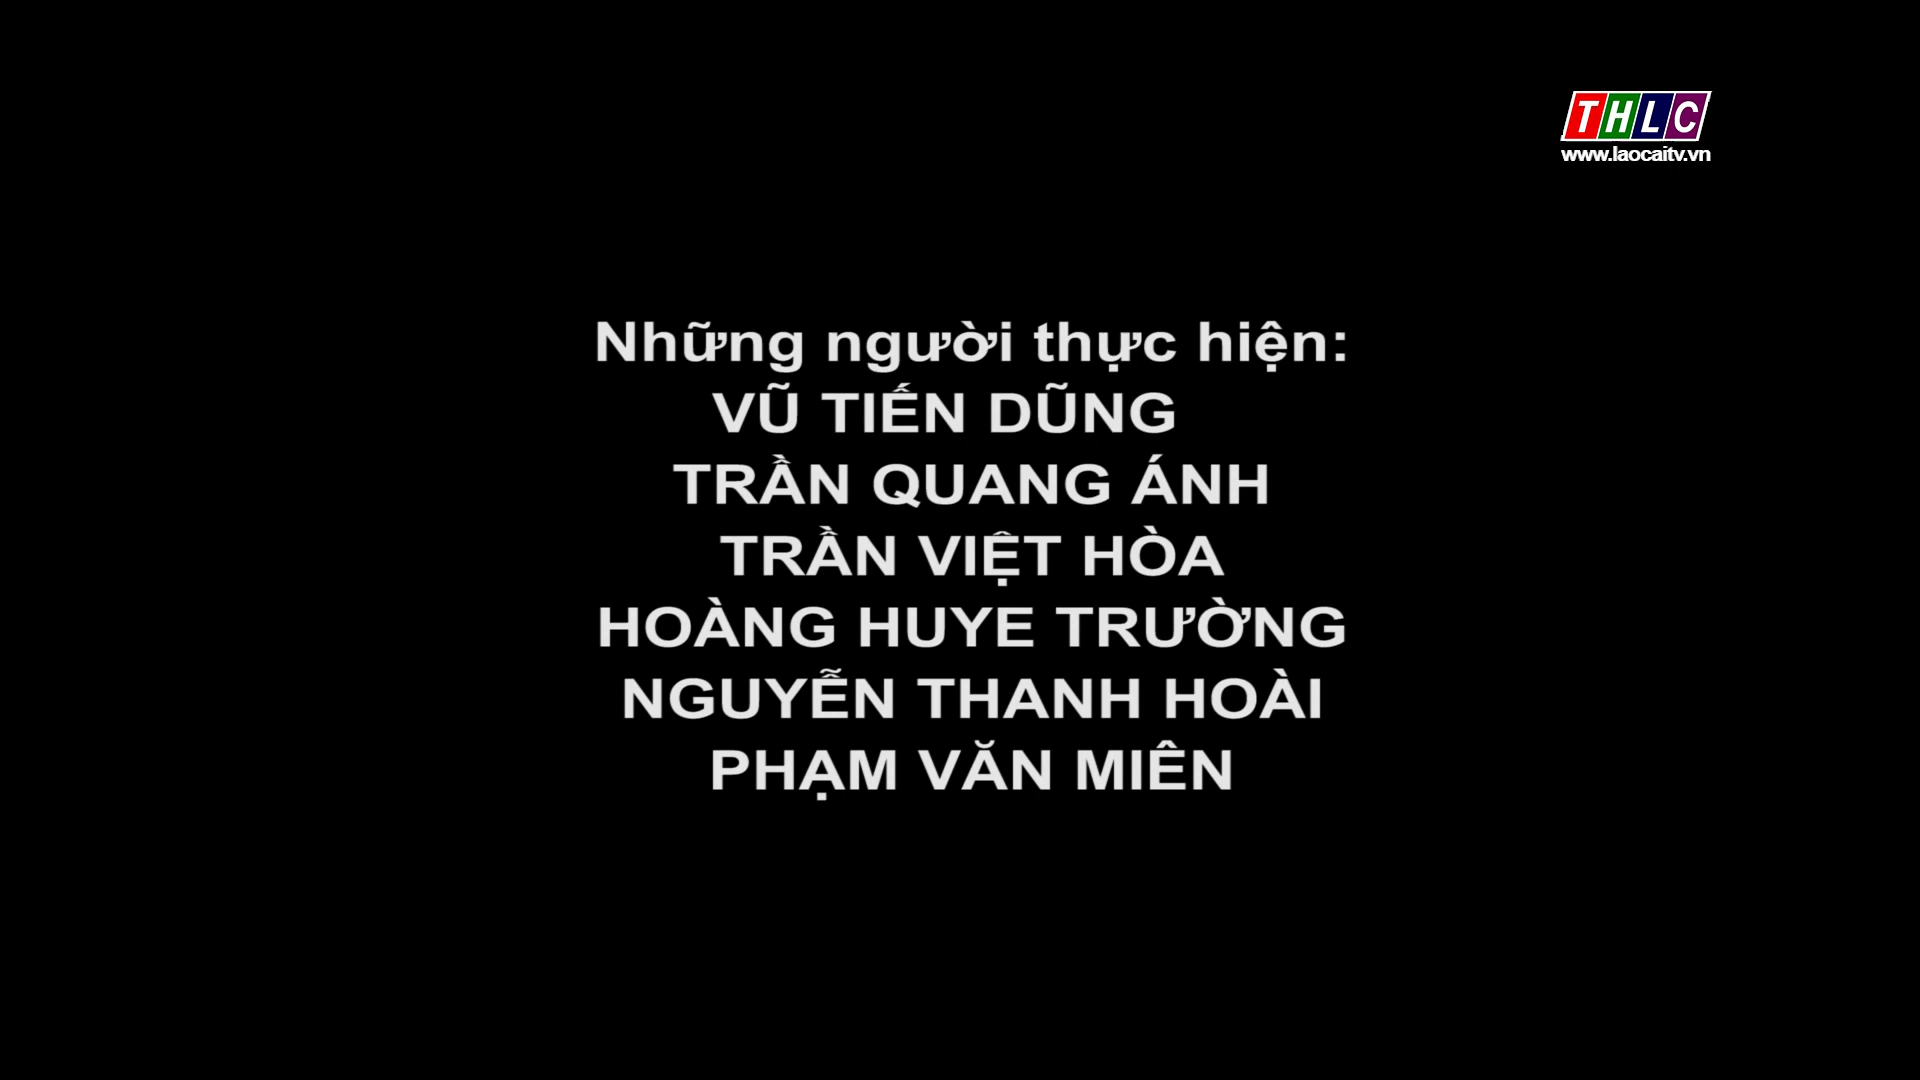 THLC
www.laocaitv.vn
Những người thực hiện:
VŨ TIẾN DŨNG
TRẦN QUANG ÁNH
TRẦN VIỆT HÒA
HOÀNG HUYE TRƯỜNG
NGUYỄN THANH HOÀI
PHẠM VĂN MIÊN